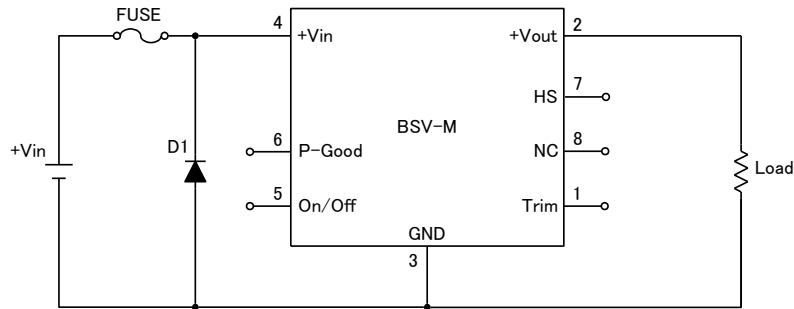 FUSE
4
+Vin
+Vout
2
HS
7
+Vin
D1
6
P-Good
BSV-M
NC
8
Load
5
On/Off
Trim
1
GND
3